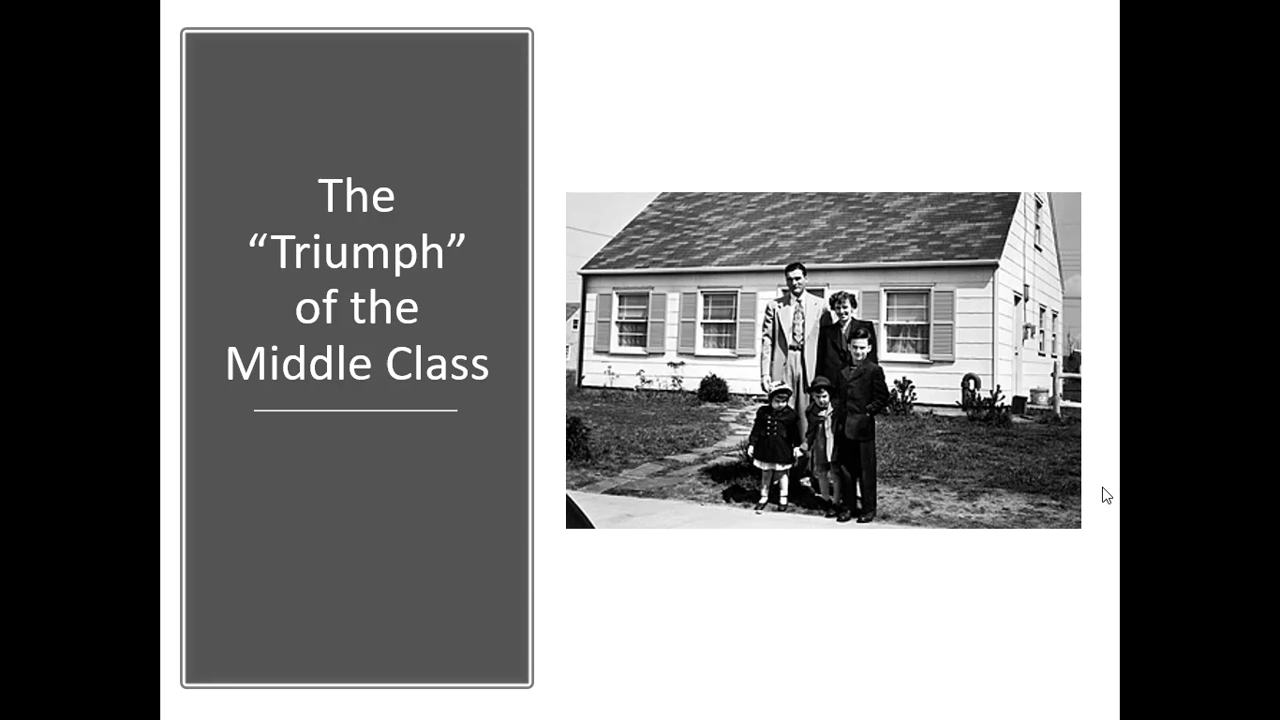 The
“Triumph”
of the
Middle Class